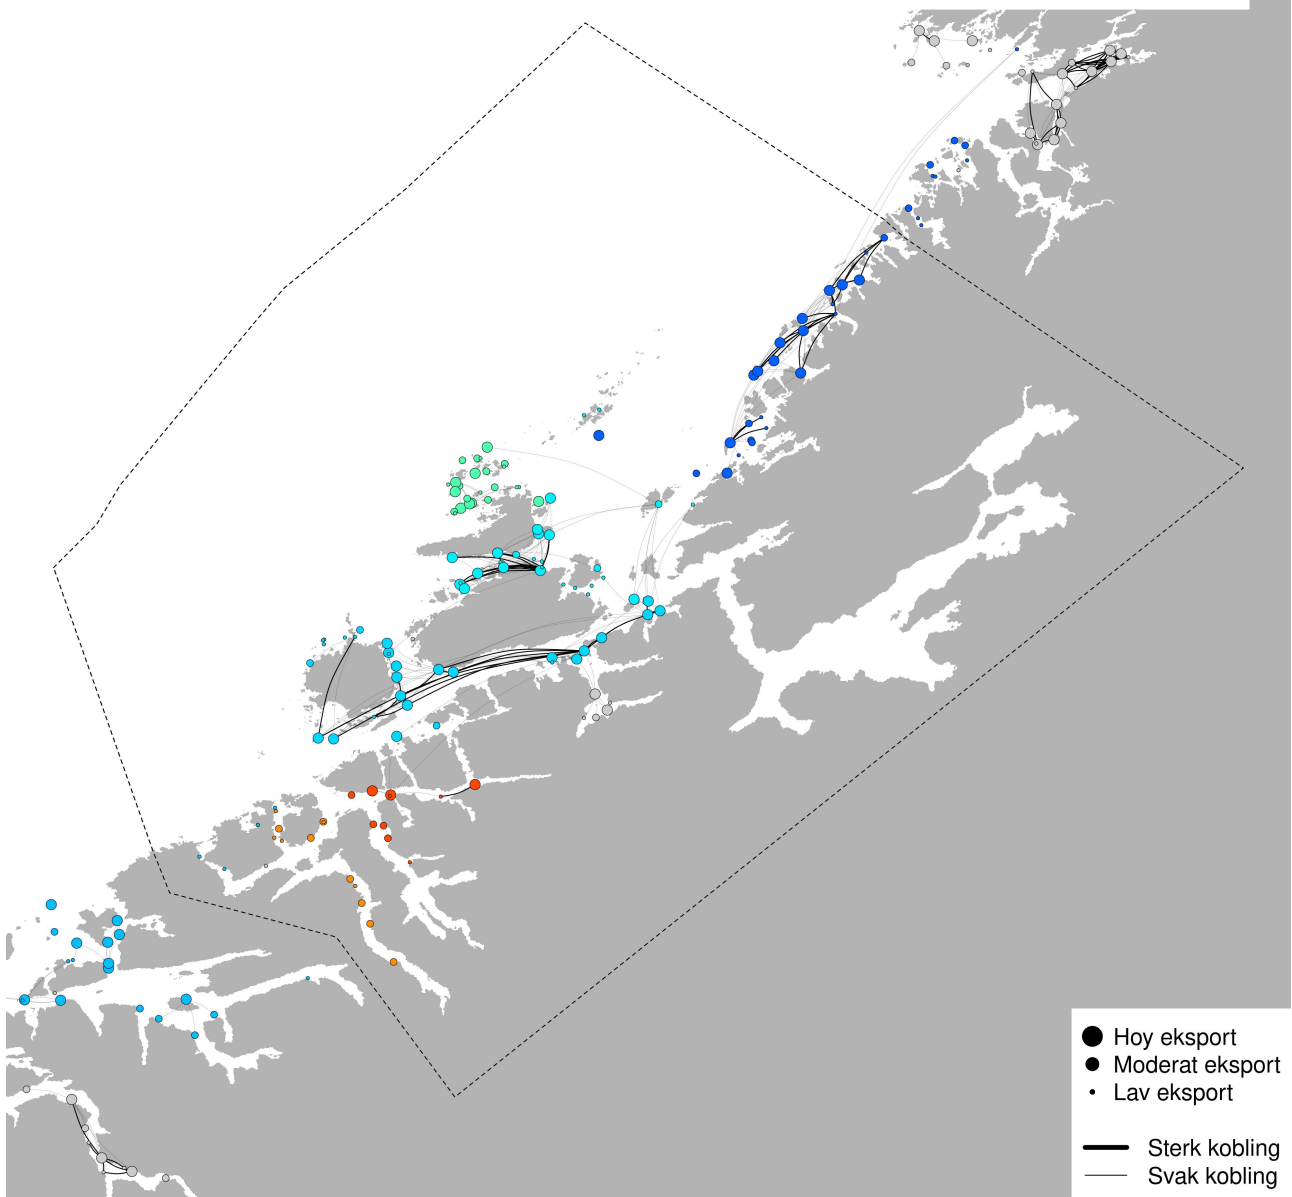 Hoy eksport
Moderat eksport
Lav eksport
Sterk kobling
Svak kobling